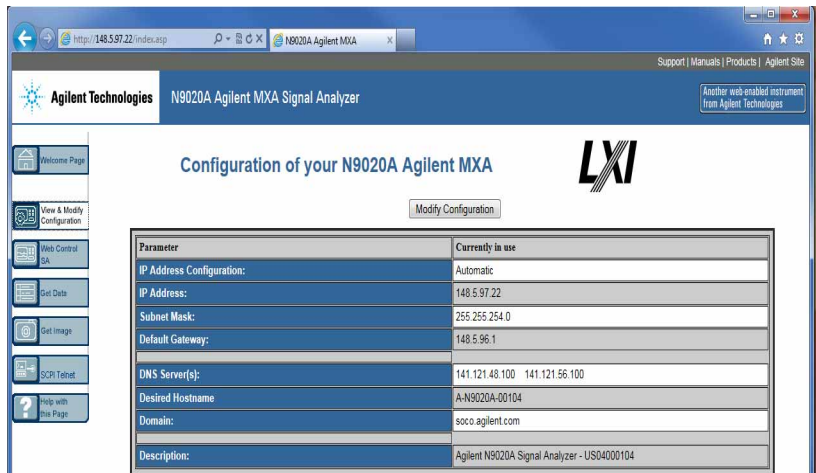 http://148.5.97.22/index.asp
N9020A Agilent MXA
Support | Manuals | Products | Agilent Site
Agilent Technologies
N9020A Agilent MXA Signal Analyzer
Another web-enabled instrument
from Agilent Technologies
Welcome Page
Configuration of your N9020A Agilent MXA
LXI
View & Modify
Configuration
Modify Configuration
Web Control
SA
Get Data
Get Image
SCPI Telnet
Help with
this Page
Parameter Currently in use
IP Address Configuration: Automatic
IP Address: 148.5.97.22
Subnet Mask: 255.255.254.0
Default Gateway: 148.5.96.1
DNS Server(s): 141.121.48.100 141.121.56.100
Desired Hostname A-N9020A-00104
Domain: soco.agilent.com
Description: Agilent N9020A Signal Analyzer - US04000104